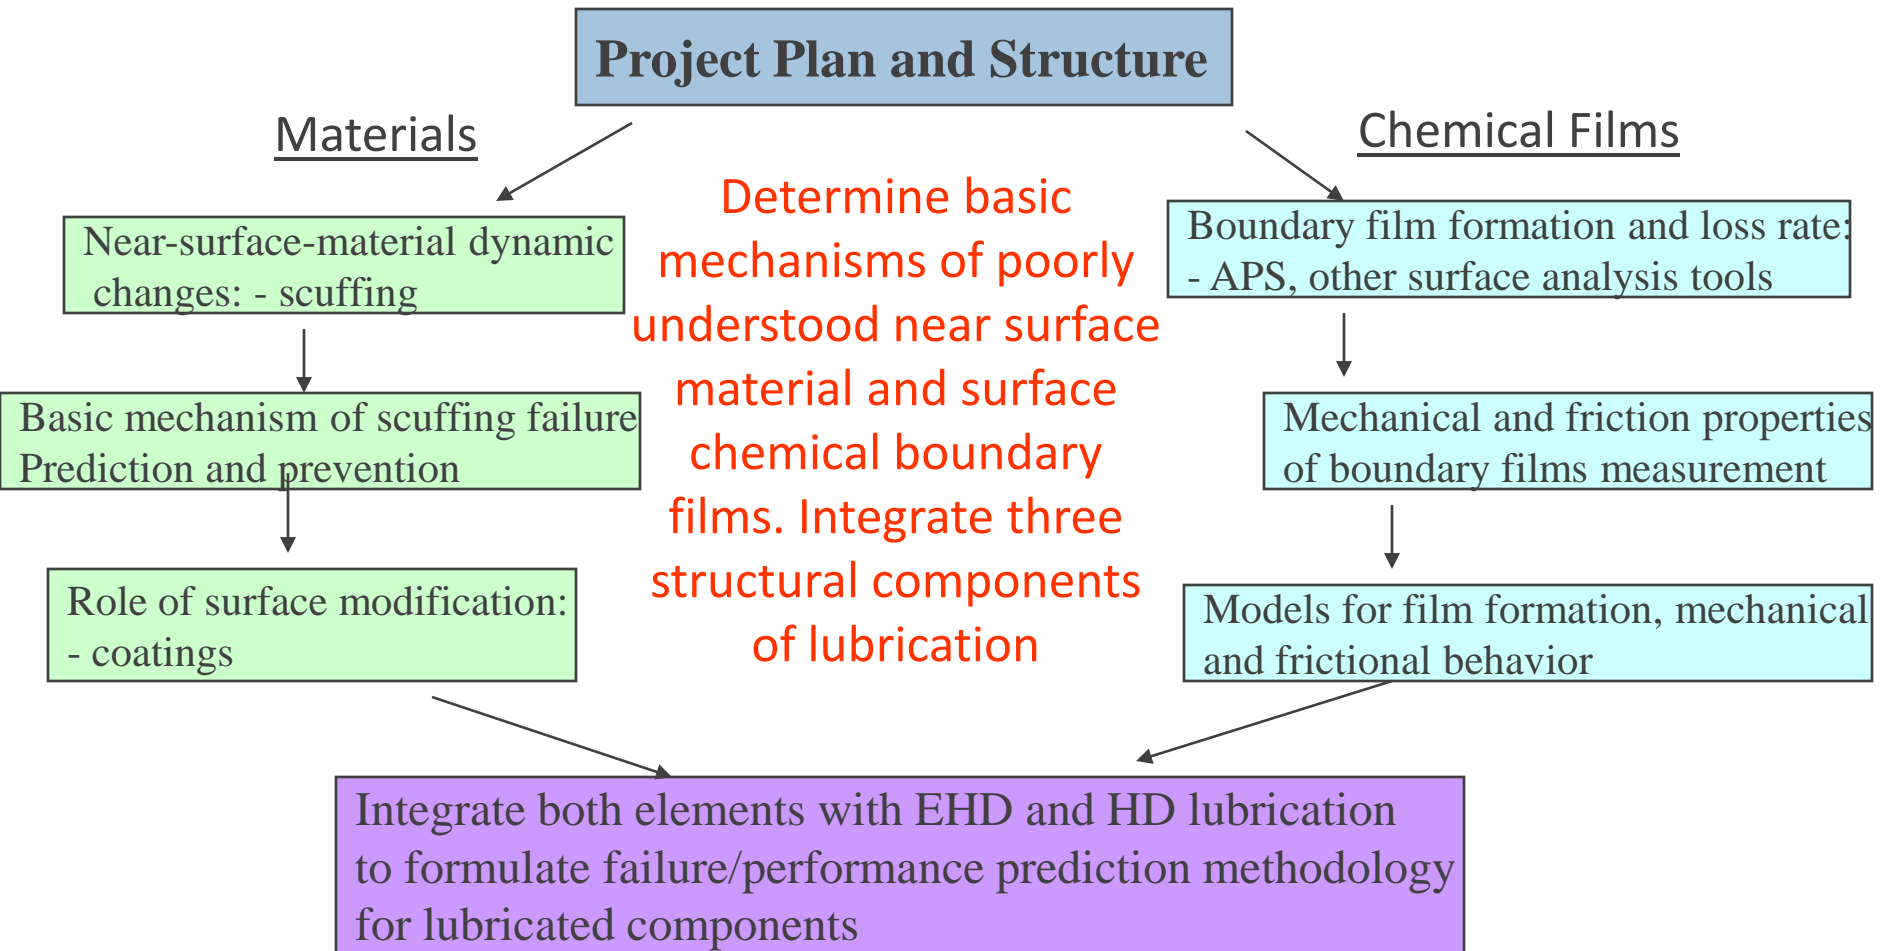 Project Plan and Structure
Materials
Near-surface-material dynamic
changes: - scuffing
Basic mechanism of scuffing failure
Prediction and prevention
Role of surface modification:
- coatings
Determine basic
mechanisms of poorly
understood near surface
material and surface
chemical boundary
films. Integrate three
structural components
of lubrication
Chemical Films
Boundary film formation and loss rate:
- APS, other surface analysis tools
Mechanical and friction properties
of boundary films measurement
Models for film formation, mechanical
and frictional behavior
Integrate both elements with EHD and HD lubrication
to formulate failure/performance prediction methodology
for lubricated components